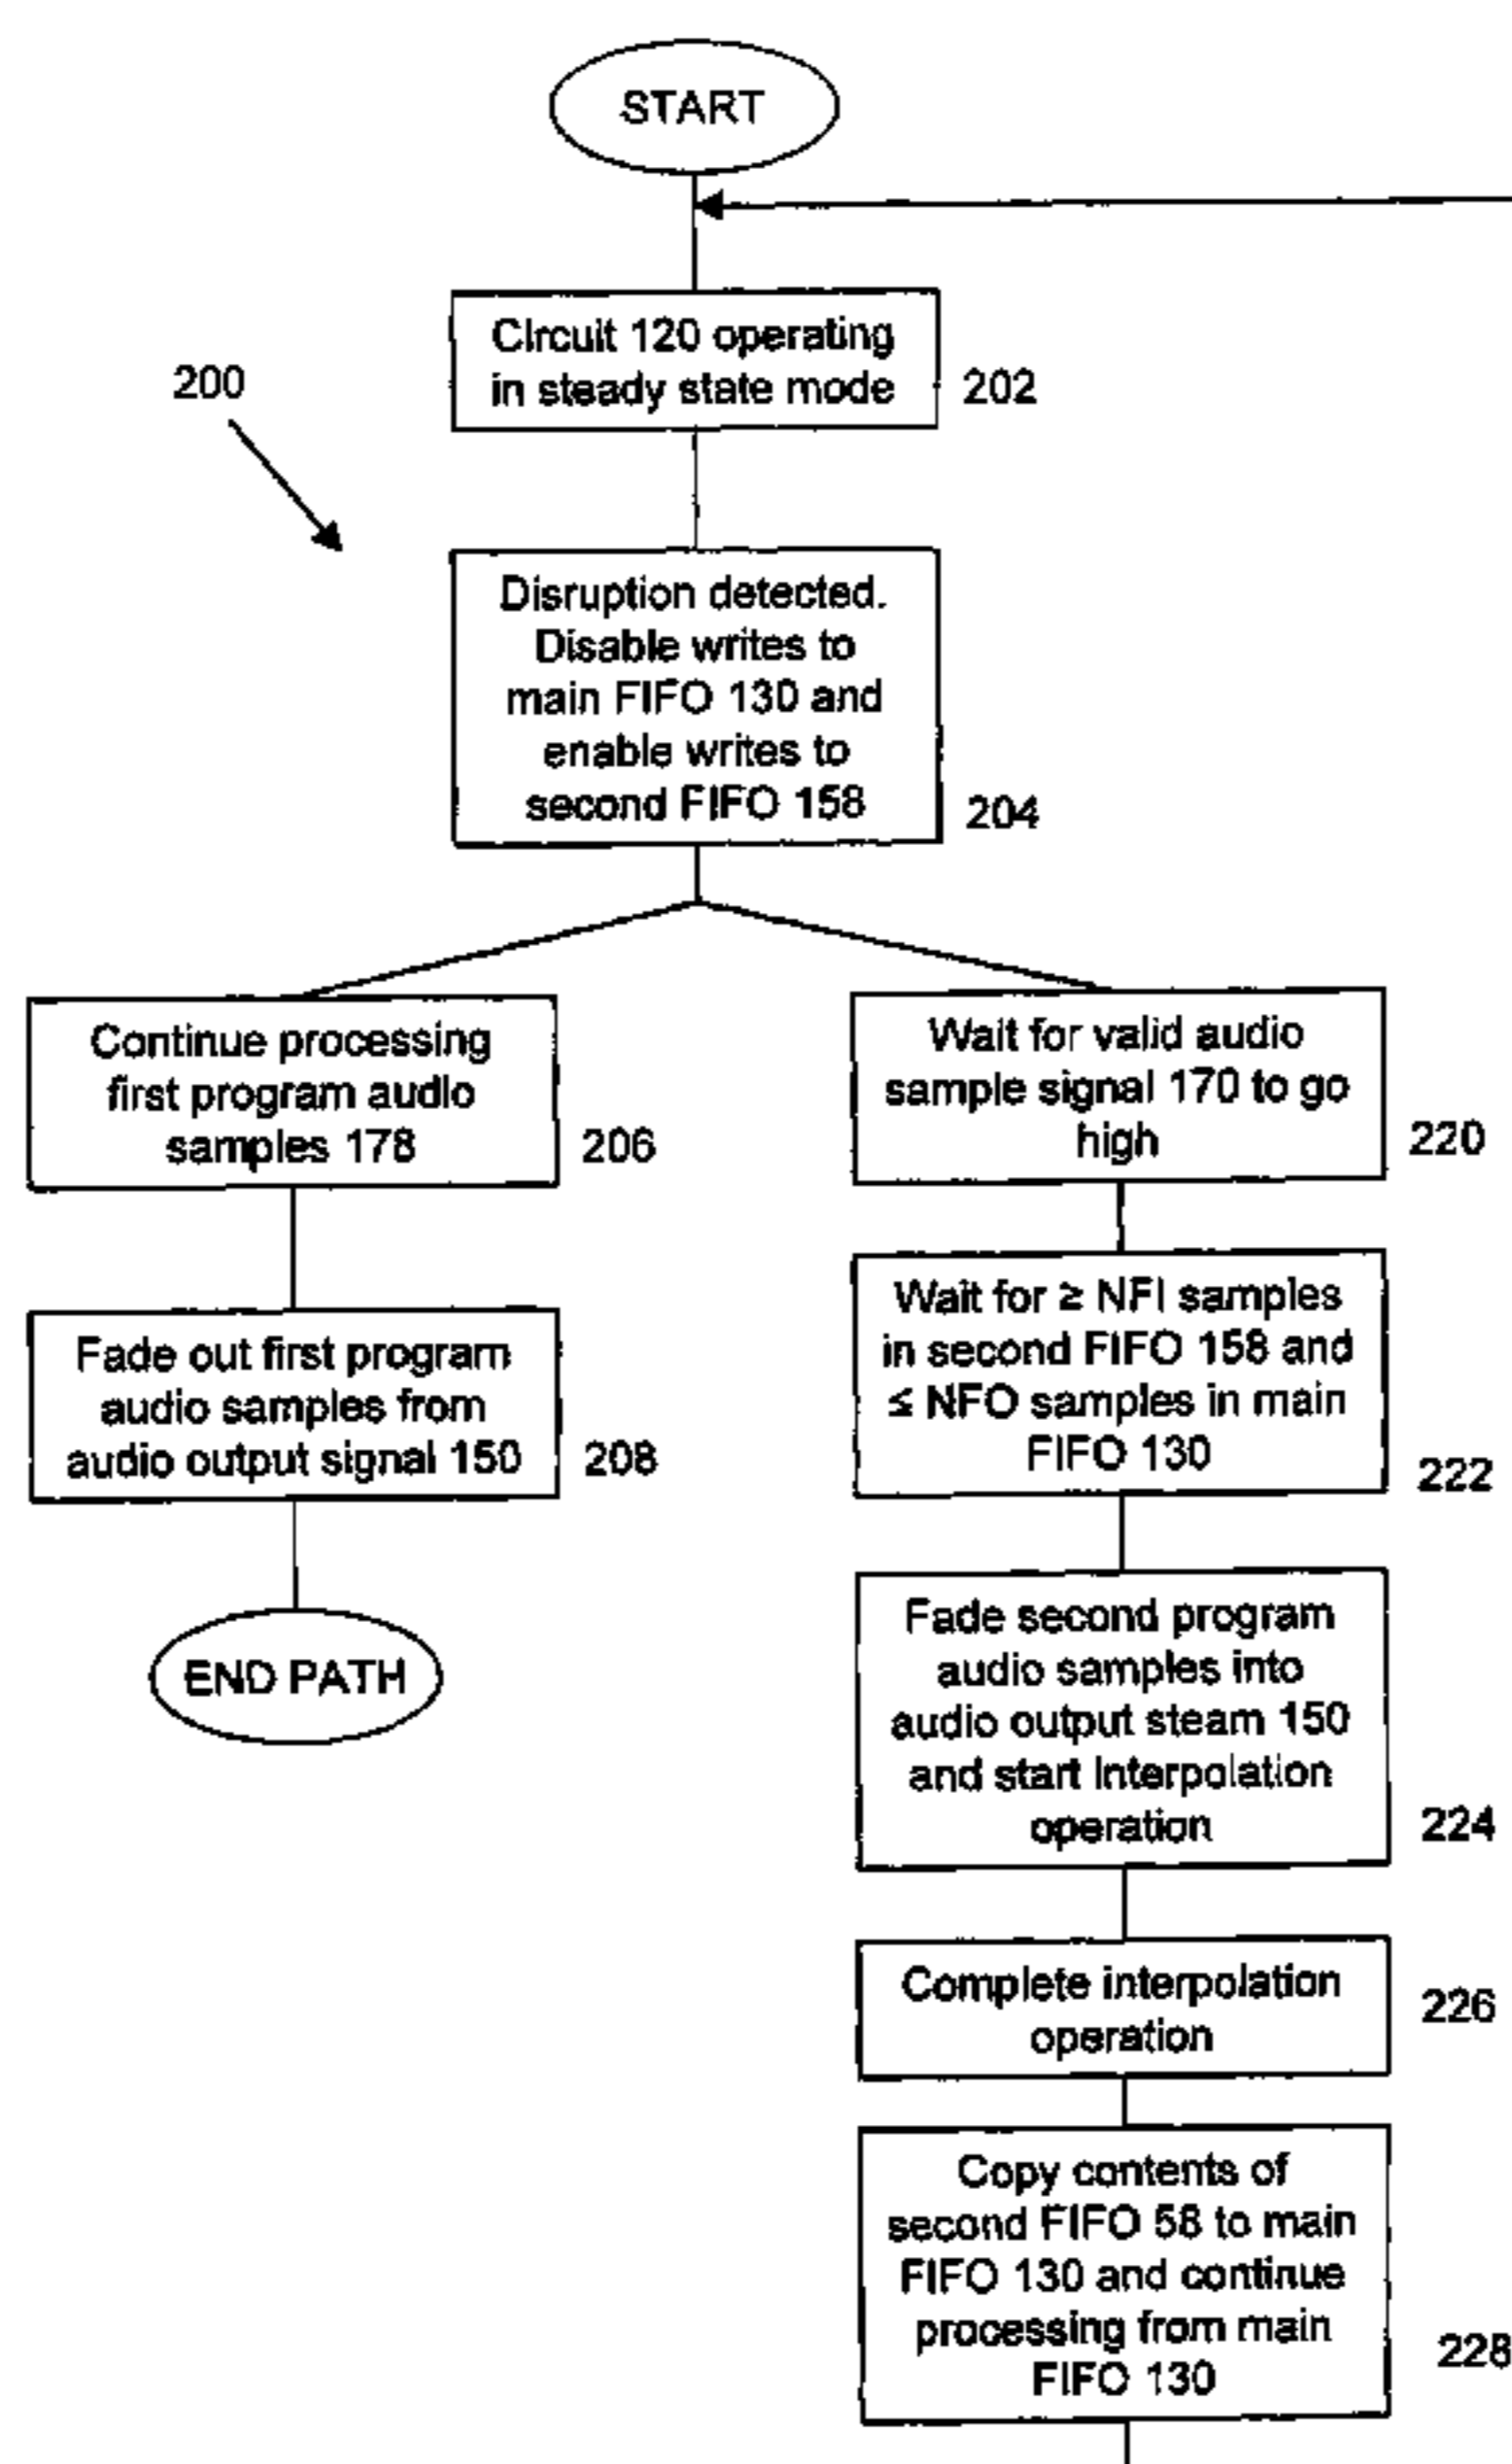 START
Circuit 120 operating
in steady state mode
202
200
Disruption detected.
Disable writes to
main FIFO 130 and
enable writes to
second FIFO 158
204
Continue processing
first program audio
samples 178
206
Fade out first program
audio samples from
audio output signal 150
208
END PATH
Wait for valid audio
sample signal 170 to go
high
220
Wait for ≥ NFI samples
in second FIFO 158 and
≤ NFO samples in main
FIFO 130
222
Fade second program
audio samples into
audio output steam 150
and start Interpolation
operation
224
Complete interpolation
operation
226
Copy contents of
second FIFO 58 to main
FIFO 130 and continue
processing from main
FIFO 130
228